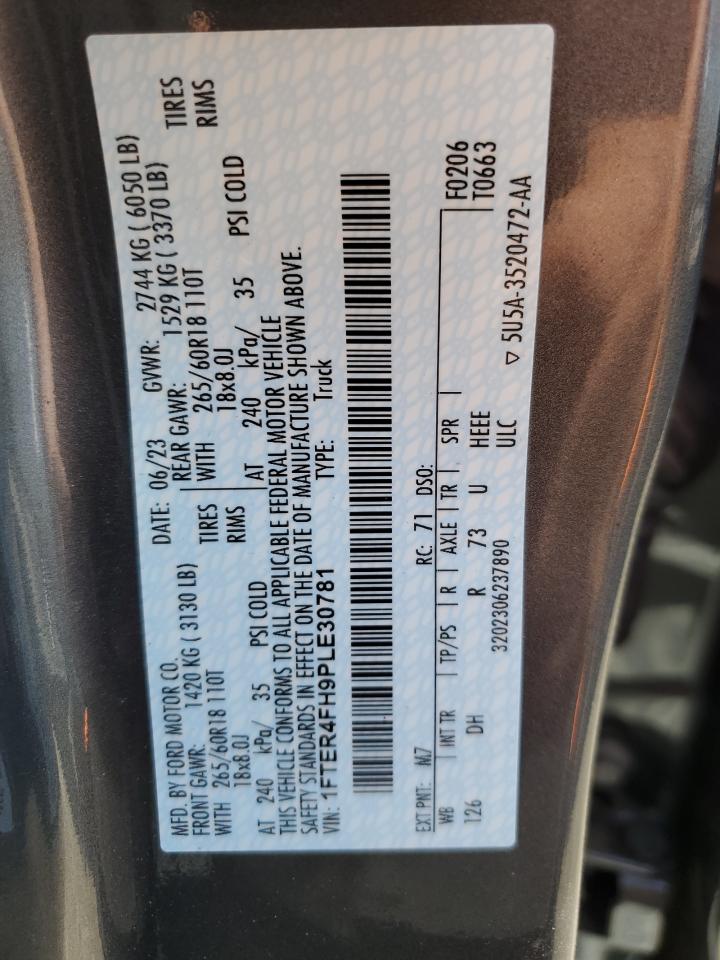 MFD. BY FORD MOTOR CO.
DATE: 06/23 GVWR: 2744 KG ( 6050 LB)
FRONT GAWR: 1420 KG ( 3130 LB) REAR GAWR: 1529 KG ( 3370 LB)
WITH 265/60R18 110T TIRES WITH 265/60R18 110T TIRES
18x8.0J RIMS 18x8.0J RIMS
AT 240 kPa/ 35 PSI COLD AT 240 kPa/ 35 PSI COLD
THIS VEHICLE CONFORMS TO ALL APPLICABLE FEDERAL MOTOR VEHICLE
SAFETY STANDARDS IN EFFECT ON THE DATE OF MANUFACTURE SHOWN ABOVE.
VIN: 1FTER4FH9PLE30781 TYPE: Truck
EXT PNT: M7 RC: 71 DSO: F0206
WB INT TR TP/PS R AXLE TR SPR T0663
126 DH R 73 U HEEE
3202306237890 ULC
▽ 5U5A-3520472-AA